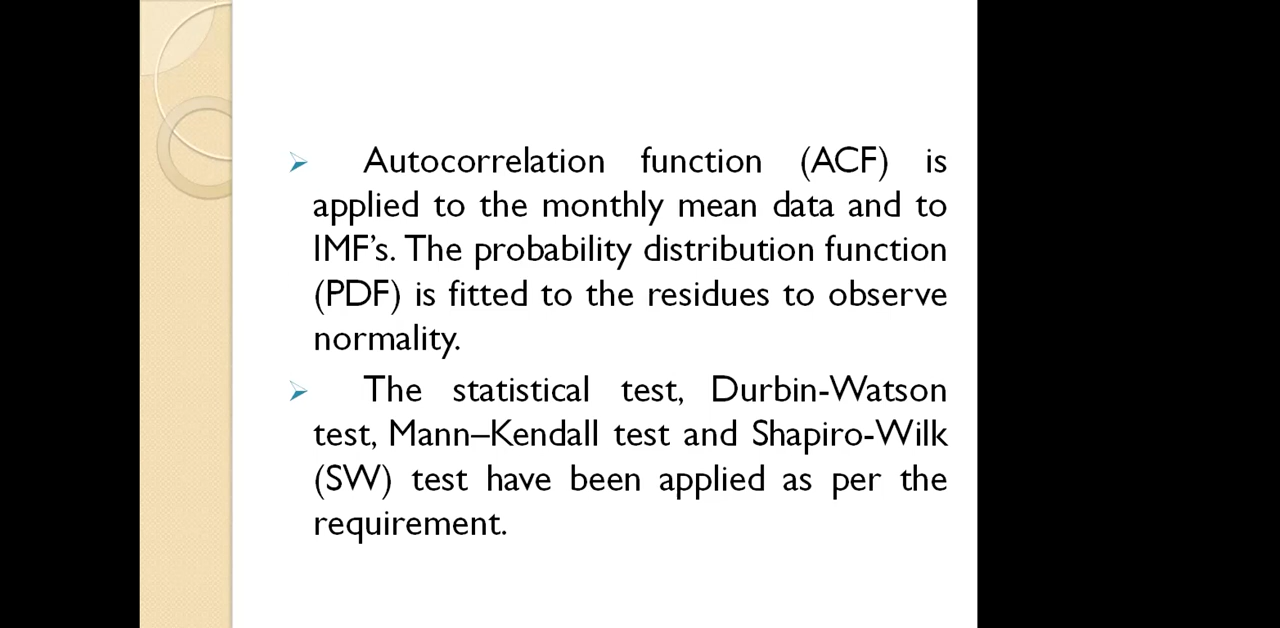 Autocorrelation function (ACF) is
applied to the monthly mean data and to
IMF's. The probability distribution function
(PDF) is fitted to the residues to observe
normality.
The statistical test, Durbin-Watson
test, Mann–Kendall test and Shapiro-Wilk
(SW) test have been applied as per the
requirement.